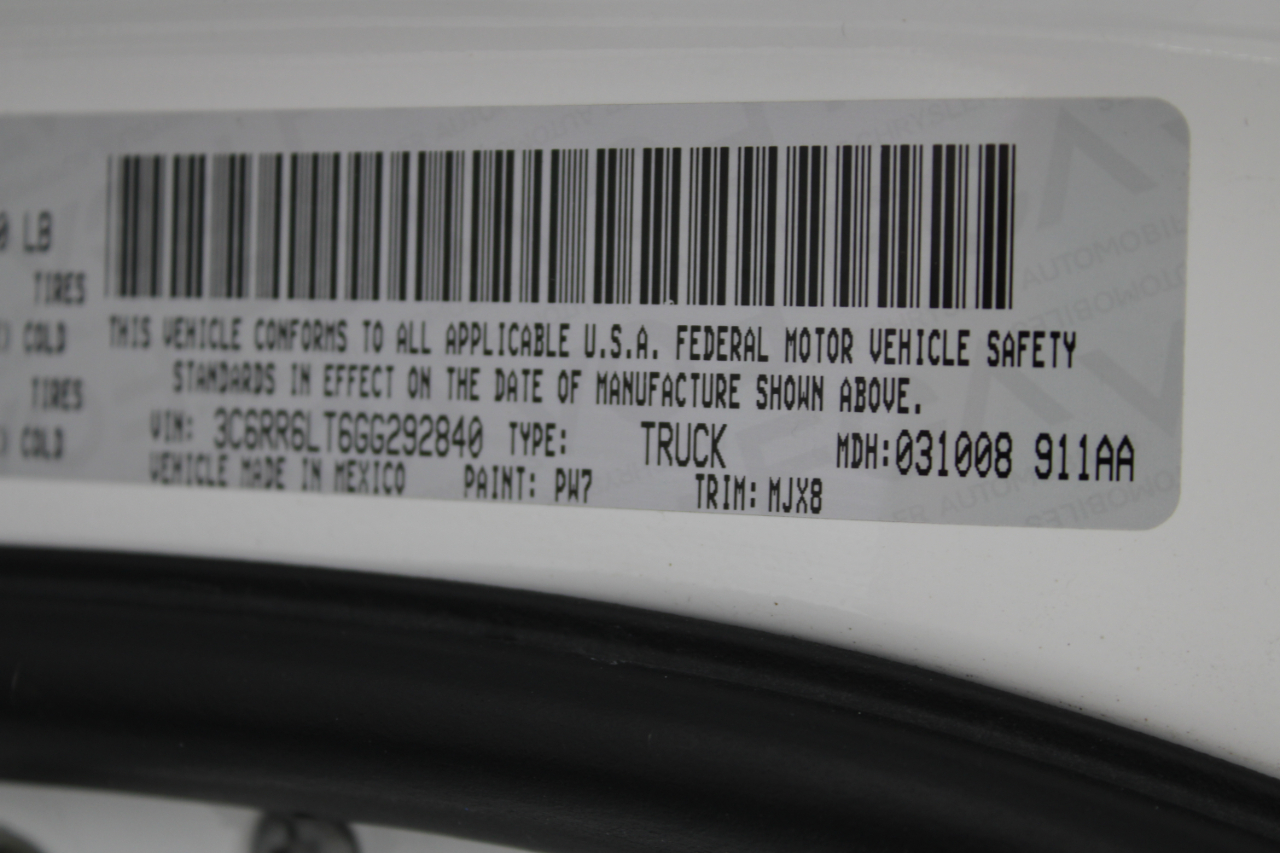 0 LB
TIRES
COLD
TIRES
COLD
THIS VEHICLE CONFORMS TO ALL APPLICABLE U.S.A. FEDERAL MOTOR VEHICLE SAFETY
STANDARDS IN EFFECT ON THE DATE OF MANUFACTURE SHOWN ABOVE.
VIN: 3C6RR6LT6GG292840 TYPE: TRUCK MDH:031008 911AA
VEHICLE MADE IN MEXICO PAINT: PW7 TRIM: MJX8